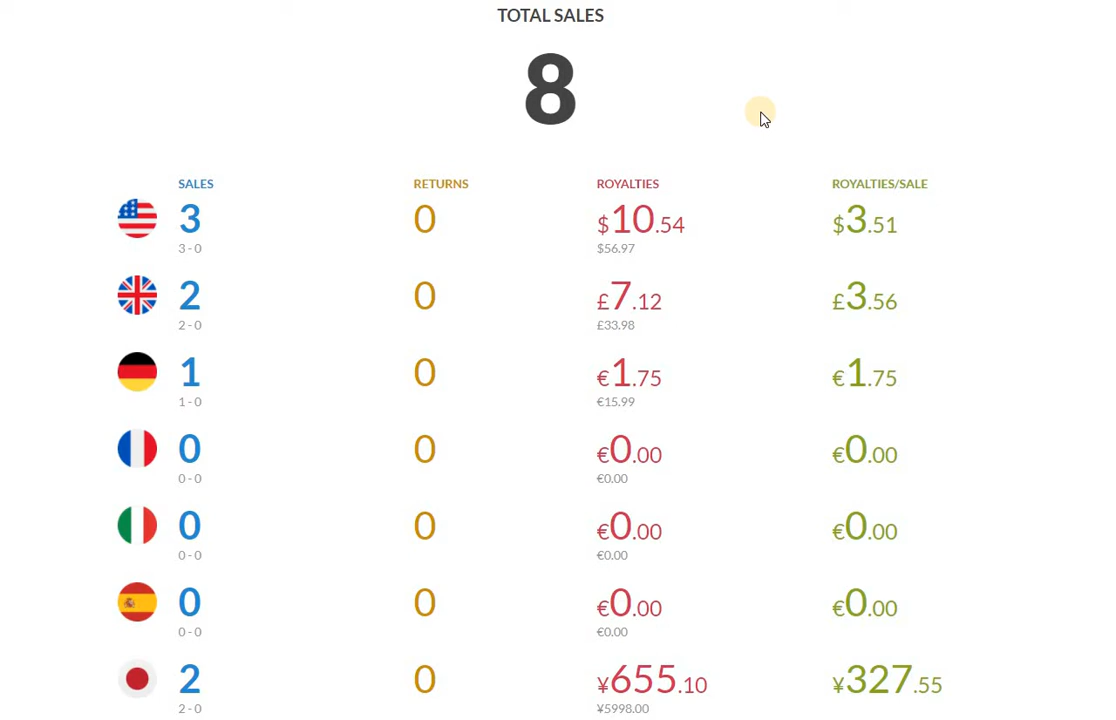 TOTAL SALES
8
SALES RETURNS ROYALTIES ROYALTIES/SALE
3 0 $10.54 $3.51
3 - 0 $56.97
2 0 £7.12 £3.56
2 - 0 £33.98
1 0 €1.75 €1.75
1 - 0 €15.99
0 0 €0.00 €0.00
0 - 0 €0.00
0 0 €0.00 €0.00
0 - 0 €0.00
0 0 €0.00 €0.00
0 - 0 €0.00
2 0 ¥655.10 ¥327.55
2 - 0 ¥5998.00